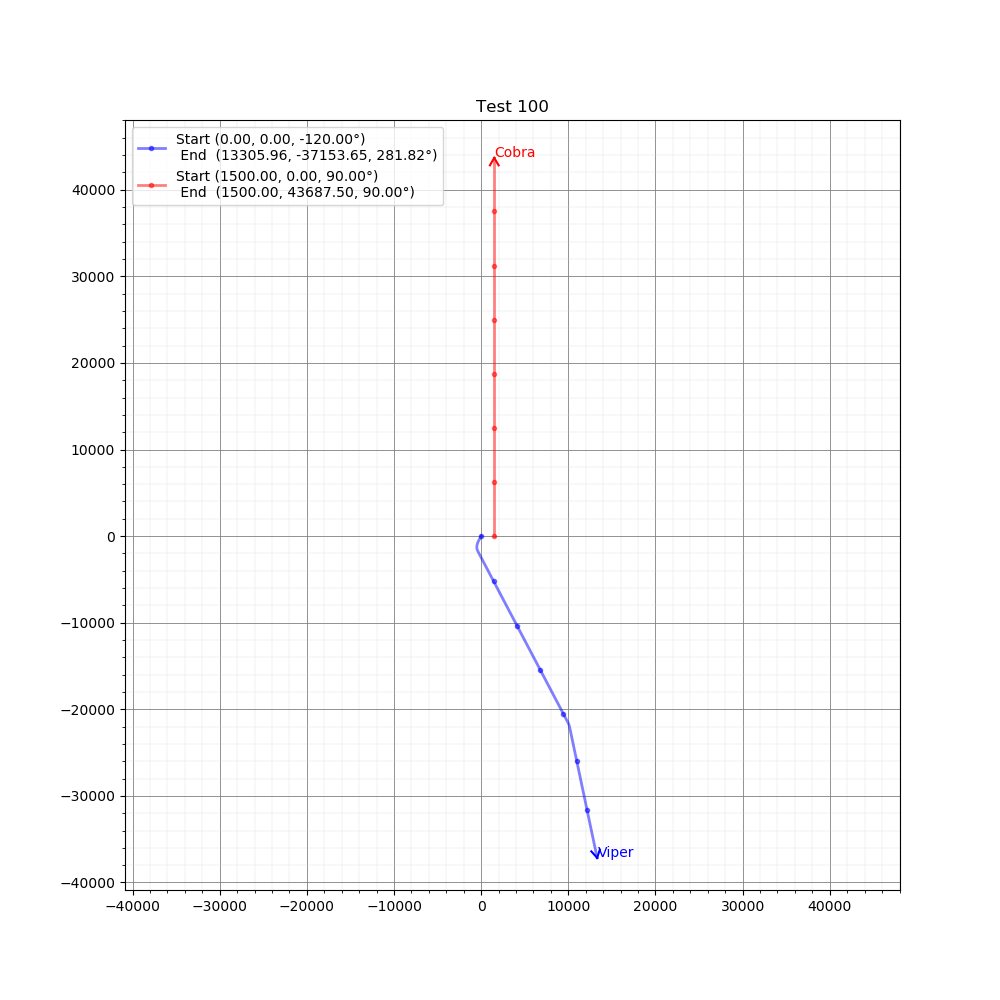 Test 100
Start (0.00, 0.00, -120.00°)
End  (13305.96, -37153.65, 281.82°)
Start (1500.00, 0.00, 90.00°)
End  (1500.00, 43687.50, 90.00°)
Cobra
40000
30000
20000
10000
0
−10000
−20000
−30000
Viper
−40000
−40000 −30000 −20000 −10000 0 10000 20000 30000 40000